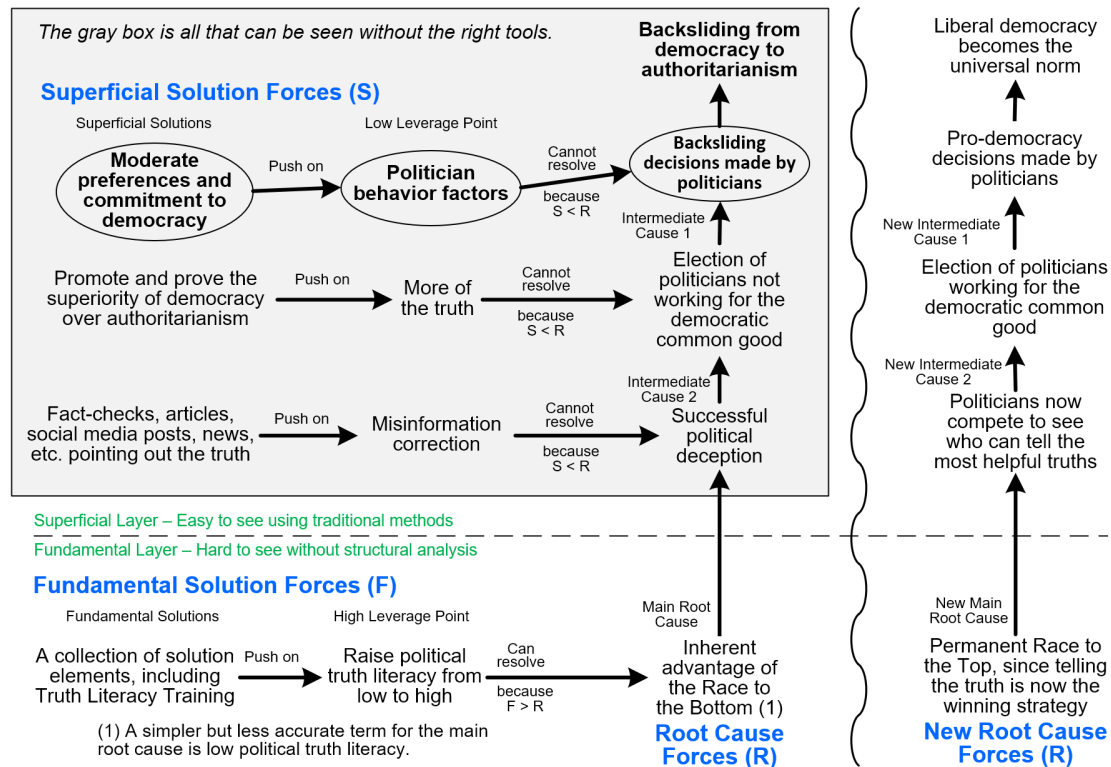 The gray box is all that can be seen without the right tools.
Backsliding from
democracy to
authoritarianism
Superficial Solution Forces (S)
Superficial Solutions
Low Leverage Point
Moderate
preferences and
commitment to
democracy
Push on
Politician
behavior factors
Cannot
resolve
because
S < R
Backsliding
decisions made by
politicians
Intermediate
Cause 1
Promote and prove the
superiority of democracy
over authoritarianism
Push on
More of
the truth
Cannot
resolve
because
S < R
Election of
politicians not
working for the
democratic
common good
Intermediate
Cause 2
Fact-checks, articles,
social media posts, news,
etc. pointing out the truth
Push on
Misinformation
correction
Cannot
resolve
because
S < R
Successful
political
deception
Superficial Layer – Easy to see using traditional methods
Fundamental Layer – Hard to see without structural analysis
Fundamental Solution Forces (F)
Fundamental Solutions
High Leverage Point
Main Root
Cause
A collection of solution
elements, including
Truth Literacy Training
Push on
Raise political
truth literacy from
low to high
Can
resolve
because
F > R
Inherent
advantage of
the Race to
the Bottom (1)
(1) A simpler but less accurate term for the main
root cause is low political truth literacy.
Root Cause
Forces (R)
Liberal democracy
becomes the
universal norm
Pro-democracy
decisions made by
politicians
New Intermediate
Cause 1
Election of politicians
working for the
democratic common
good
New Intermediate
Cause 2
Politicians now
compete to see
who can tell the
most helpful truths
New Main
Root Cause
Permanent Race to
the Top, since telling
the truth is now the
winning strategy
New Root Cause
Forces (R)